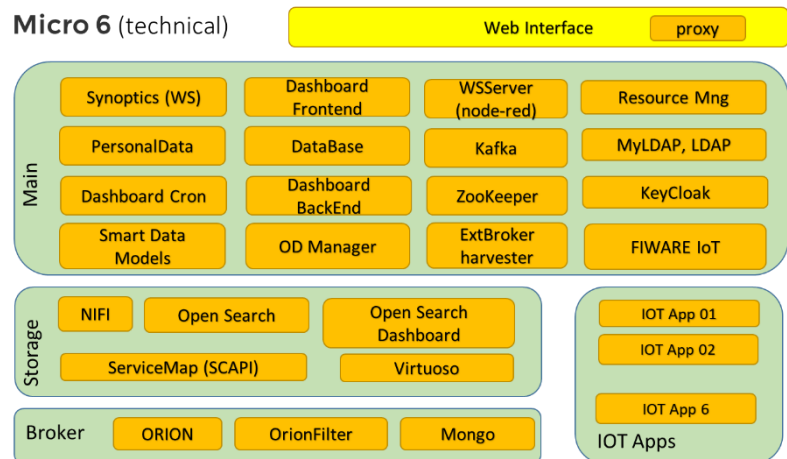 Micro 6 (technical)
Web Interface
proxy
Main
Synoptics (WS)
Dashboard
Frontend
WSServer
(node-red)
Resource Mng
PersonalData
DataBase
Kafka
MyLDAP, LDAP
Dashboard Cron
Dashboard
BackEnd
ZooKeeper
KeyCloak
Smart Data
Models
OD Manager
ExtBroker
harvester
FIWARE IoT
Storage
NIFI
Open Search
Open Search
Dashboard
ServiceMap (SCAPI)
Virtuoso
Broker
ORION
OrionFilter
Mongo
IOT App 01
IOT App 02
IOT App 6
IOT Apps